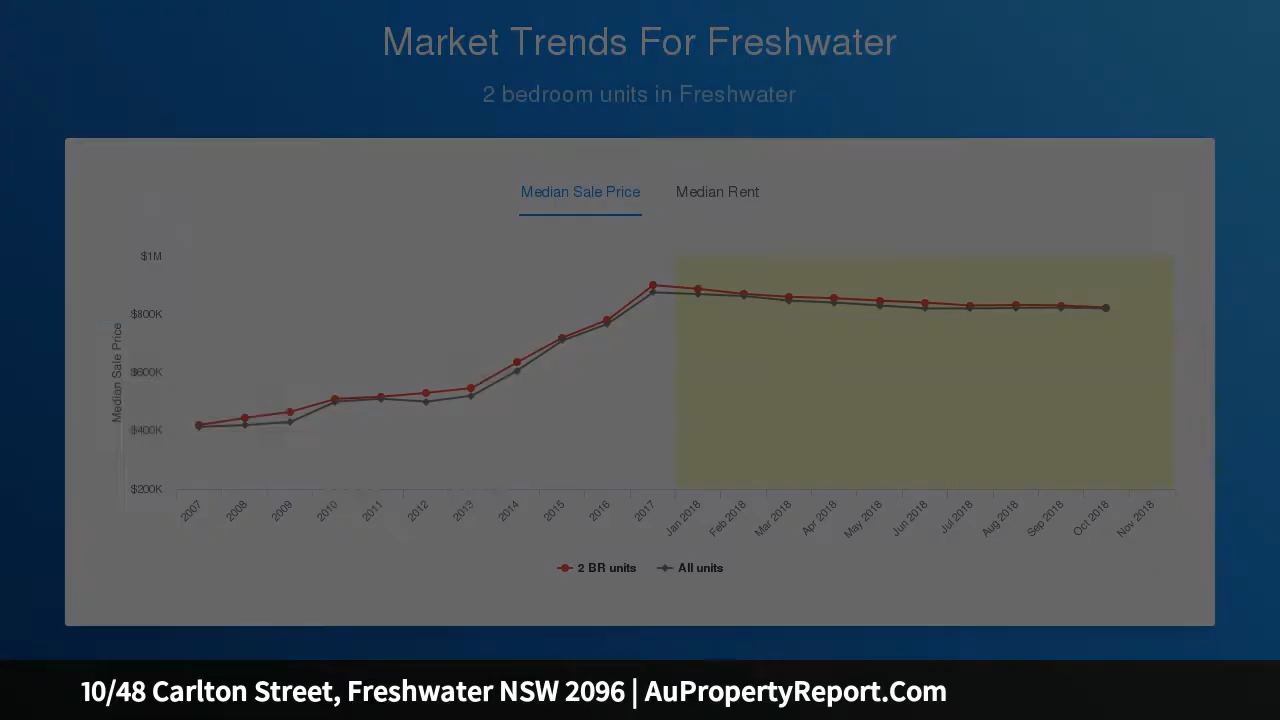 Market Trends For Freshwater
2 bedroom units in Freshwater
Median Sale Price Median Rent
$1M
$800K
$600K
$400K
$200K
Median Sale Price
2007 2008 2009 2010 2011 2012 2013 2014 2015 2016 2017 Jan 2018 Feb 2018 Mar 2018 Apr 2018 May 2018 Jun 2018 Jul 2018 Aug 2018 Sep 2018 Oct 2018 Nov 2018
2 BR units All units
10/48 Carlton Street, Freshwater NSW 2096 | AuPropertyReport.Com